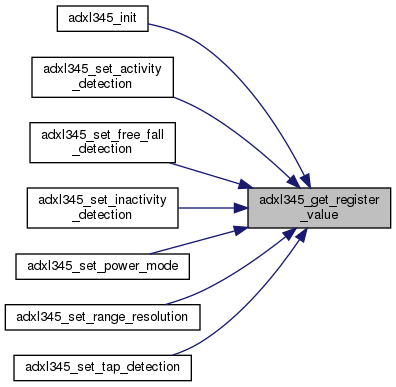 adxl345_init
adxl345_set_activity
_detection
adxl345_set_free_fall
_detection
adxl345_set_inactivity
_detection
adxl345_get_register
_value
adxl345_set_power_mode
adxl345_set_range_resolution
adxl345_set_tap_detection